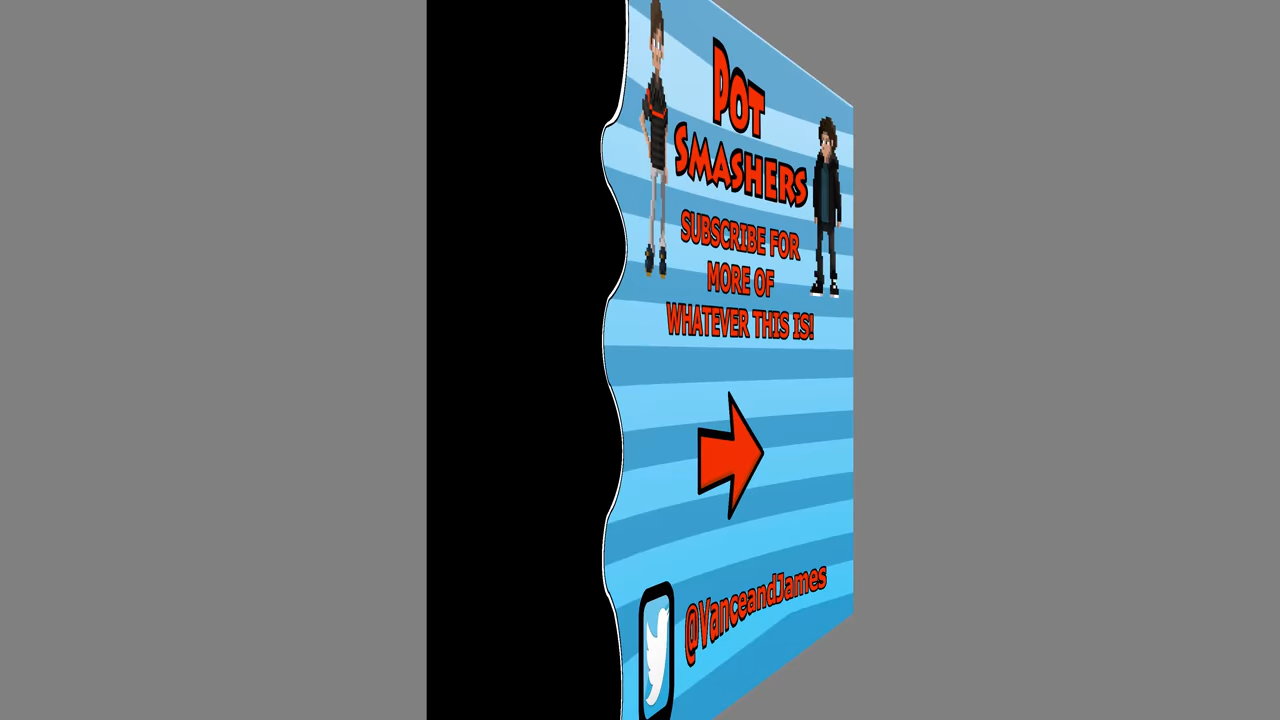 POT
SMASHERS
SUBSCRIBE FOR
MORE OF
WHATEVER THIS IS!
@VanceandJames